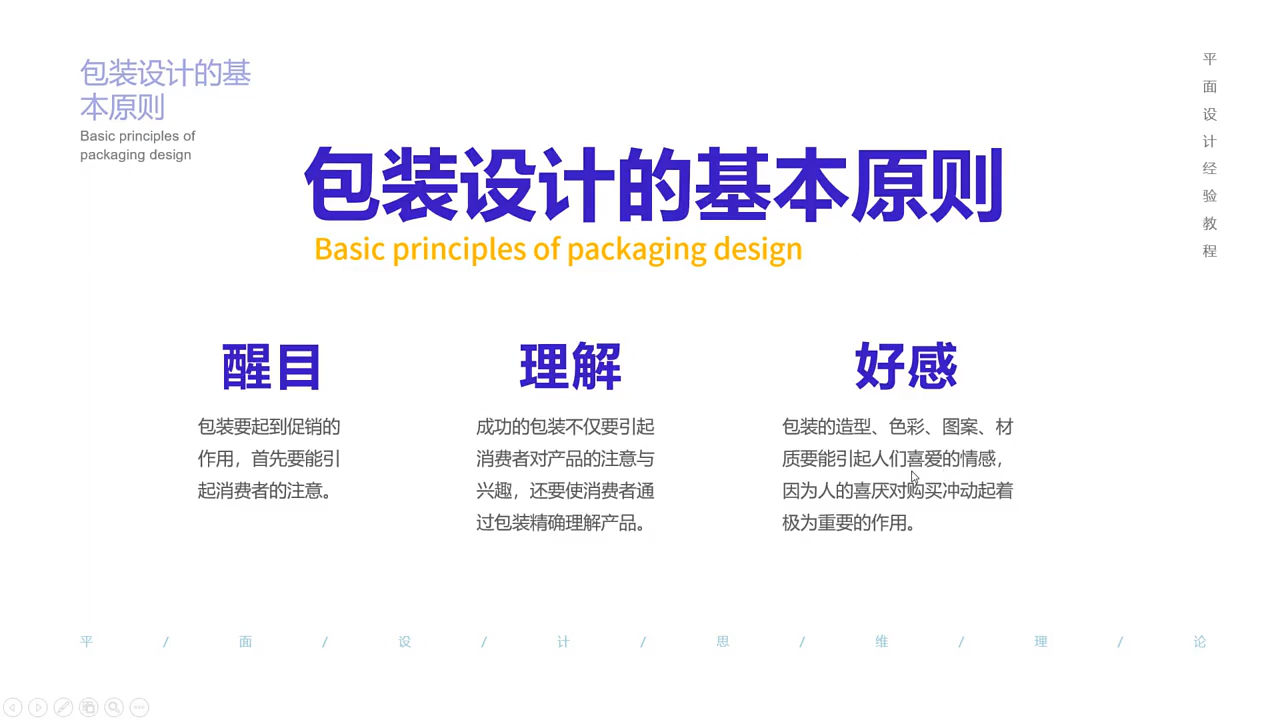 包装设计的基
本原则
Basic principles of
packaging design
平面设计经验教程
包装设计的基本原则
Basic principles of packaging design
醒目
包装要起到促销的
作用，首先要能引
起消费者的注意。
理解
成功的包装不仅要引起
消费者对产品的注意与
兴趣，还要使消费者通
过包装精确理解产品。
好感
包装的造型、色彩、图案、材
质要能引起人们喜爱的情感，
因为人的喜厌对购买冲动起着
极为重要的作用。
平 / 面 / 设 / 计 / 思 / 维 / 理 / 论